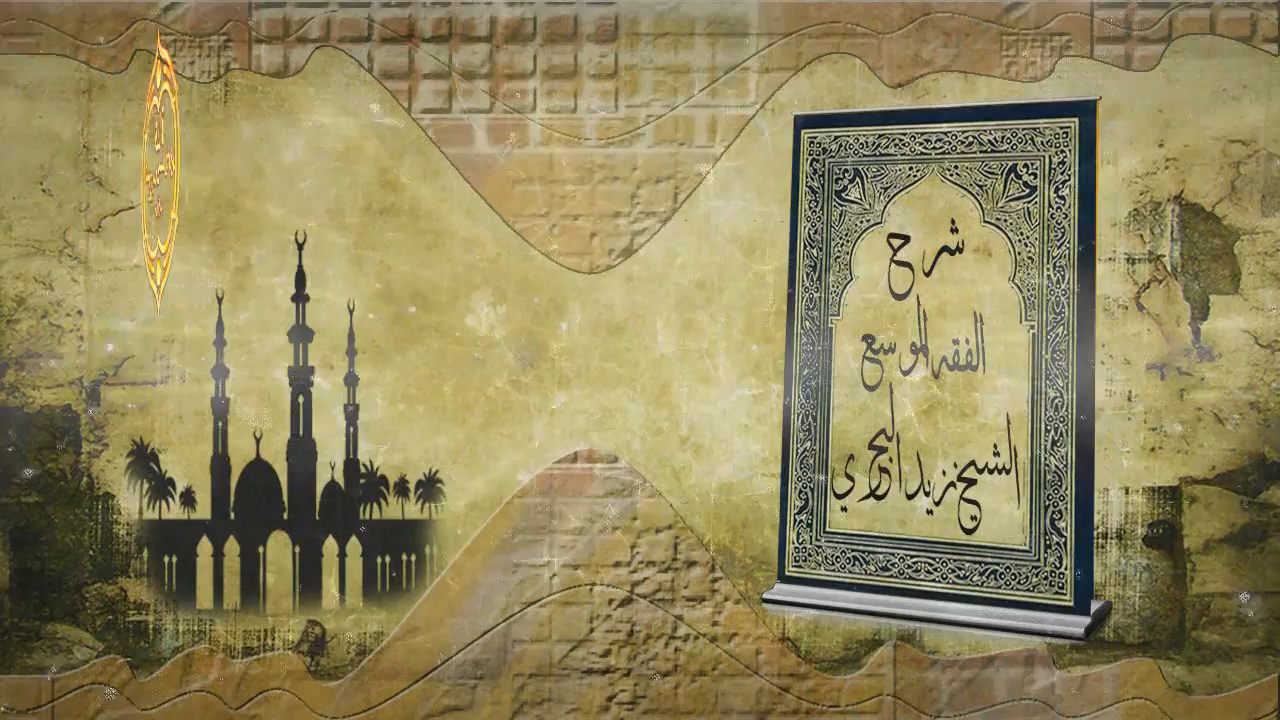 شرح
الفقه الموسع
الشيخ زيد البحري